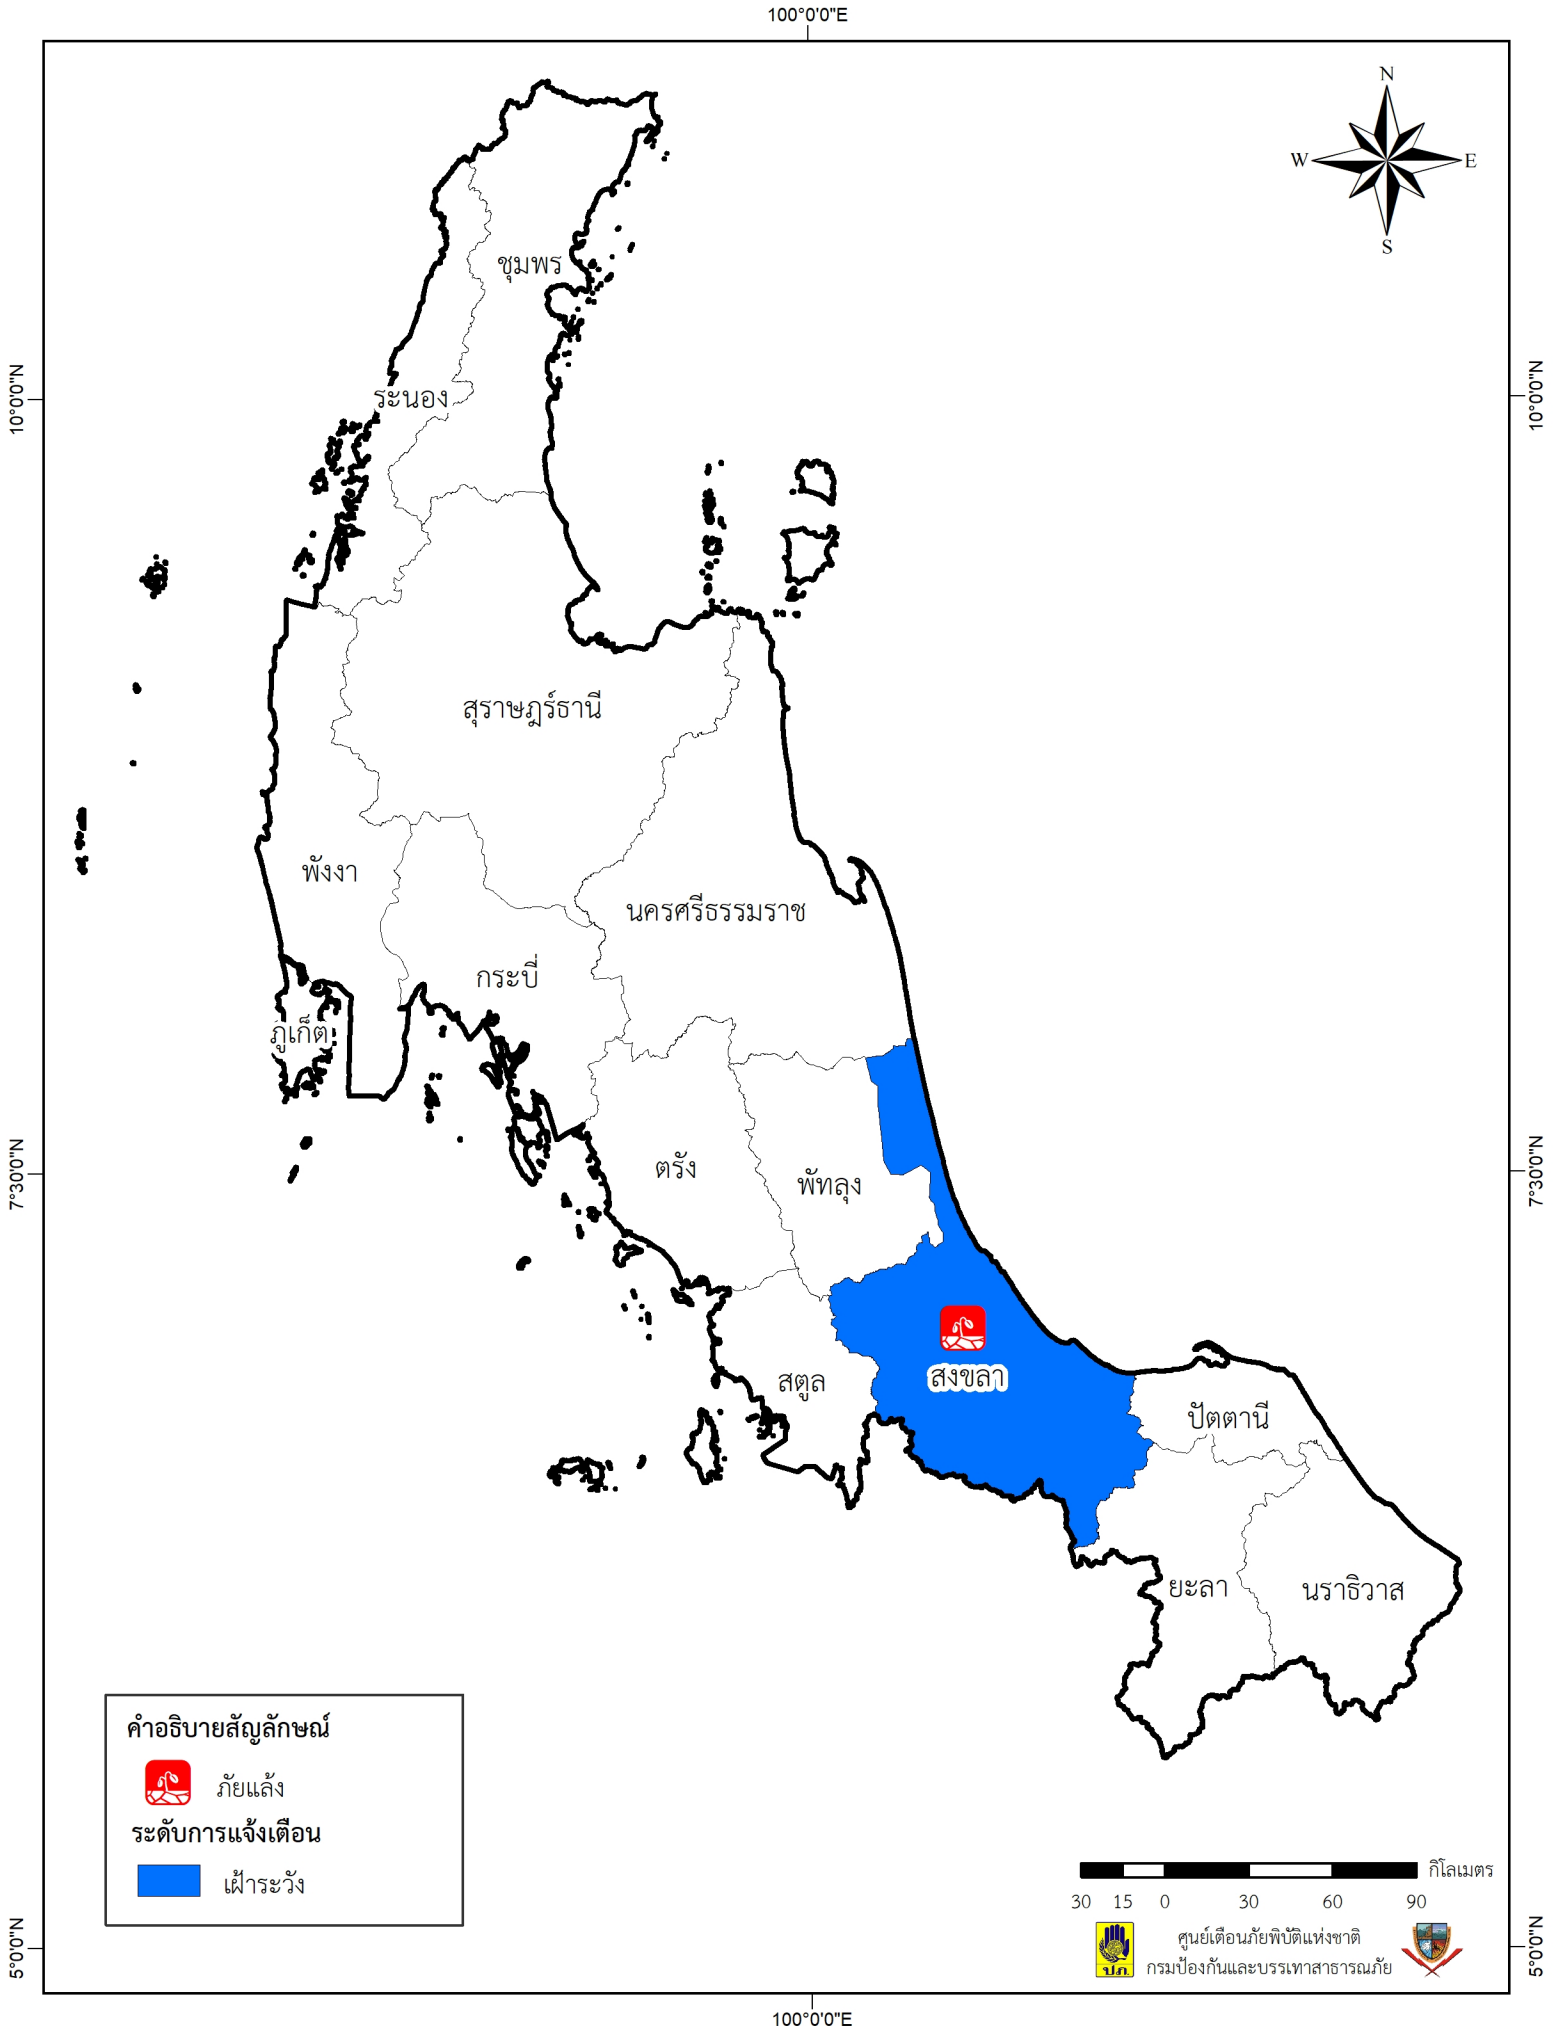 100°0'0"E
N
W
E
S
ชุมพร
10°0'0"N
10°0'0"N
ระนอง
สุราษฎร์ธานี
พังงา
นครศรีธรรมราช
กระบี่
ภูเก็ต
7°30'0"N
7°30'0"N
ตรัง
พัทลุง
สตูล
สงขลา
ปัตตานี
ยะลา
นราธิวาส
คำอธิบายสัญลักษณ์
ภัยแล้ง
ระดับการแจ้งเตือน
เฝ้าระวัง
กิโลเมตร
30 15 0 30 60 90
5°0'0"N
5°0'0"N
ปภ.
ศูนย์เตือนภัยพิบัติแห่งชาติ
กรมป้องกันและบรรเทาสาธารณภัย
100°0'0"E